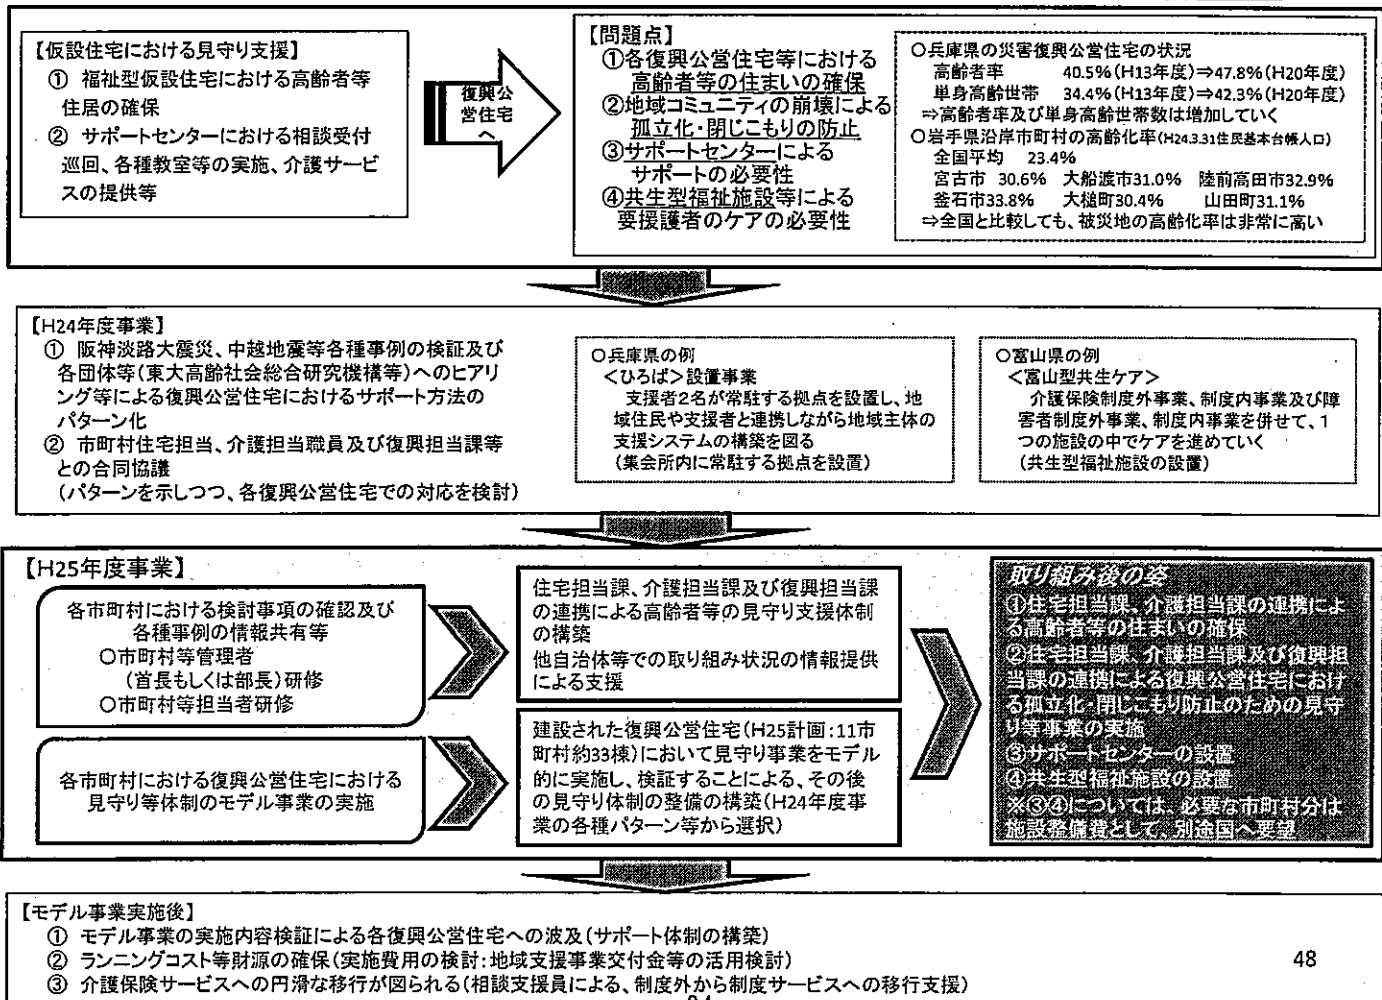 【仮設住宅における見守り支援】
① 福祉型仮設住宅における高齢者等
住居の確保
② サポートセンターにおける相談受付
巡回、各種教室等の実施、介護サービ
スの提供等
復興公
営住宅
へ
【問題点】
①各復興公営住宅等における
高齢者等の住まいの確保
②地域コミュニティの崩壊による
孤立化・閉じこもりの防止
③サポートセンターによる
サポートの必要性
④共生型福祉施設等による
要援護者のケアの必要性
○兵庫県の災害復興公営住宅の状況
高齢者率 40.5%(H13年度)⇒47.8%(H20年度)
単身高齢世帯 34.4%(H13年度)⇒42.3%(H20年度)
⇒高齢者率及び単身高齢世帯数は増加していく
○岩手県沿岸市町村の高齢化率(H24.3.31住民基本台帳人口)
全国平均 23.4%
宮古市 30.6% 大船渡市31.0% 陸前高田市32.9%
釜石市33.8% 大槌町30.4% 山田町31.1%
⇒全国と比較しても、被災地の高齢化率は非常に高い
【H24年度事業】
① 阪神淡路大震災、中越地震等各種事例の検証及び
各団体等(東大高齢社会総合研究機構等)へのヒアリ
ング等による復興公営住宅におけるサポート方法の
パターン化
② 市町村住宅担当、介護担当職員及び復興担当課等
との合同協議
(パターンを示しつつ、各復興公営住宅での対応を検討)
○兵庫県の例
＜ひろば＞設置事業
支援者2名が常駐する拠点を設置し、地
域住民や支援者と連携しながら地域主体の
支援システムの構築を図る
(集会所内に常駐する拠点を設置)
○富山県の例
＜富山型共生ケア＞
介護保険制度外事業、制度内事業及び障
害者制度外事業、制度内事業を併せて、1
つの施設の中でケアを進めていく
(共生型福祉施設の設置)
【H25年度事業】
各市町村における検討事項の確認及び
各種事例の情報共有等
○市町村等管理者
(首長もしくは部長)研修
○市町村等担当者研修
各市町村における復興公営住宅における
見守り等体制のモデル事業の実施
住宅担当課、介護担当課及び復興担当課
の連携による高齢者等の見守り支援体制
の構築
他自治体等での取り組み状況の情報提供
による支援
建設された復興公営住宅(H25計画:11市
町村約33棟)において見守り事業をモデル
的に実施し、検証することによる、その後
の見守り体制の整備の構築(H24年度事
業の各種パターン等から選択)
取り組み後の姿
①住宅担当課、介護担当課の連携によ
る高齢者等の住まいの確保
②住宅担当課、介護担当課及び復興担
当課の連携による復興公営住宅におけ
る孤立化・閉じこもり防止のための見守
り等事業の実施
③サポートセンターの設置
④共生型福祉施設の設置
※③④については、必要な市町村分は
施設整備費として、別途国へ要望
【モデル事業実施後】
① モデル事業の実施内容検証による各復興公営住宅への波及(サポート体制の構築)
② ランニングコスト等財源の確保(実施費用の検討:地域支援事業交付金等の活用検討)
③ 介護保険サービスへの円滑な移行が図られる(相談支援員による、制度外から制度サービスへの移行支援)
48